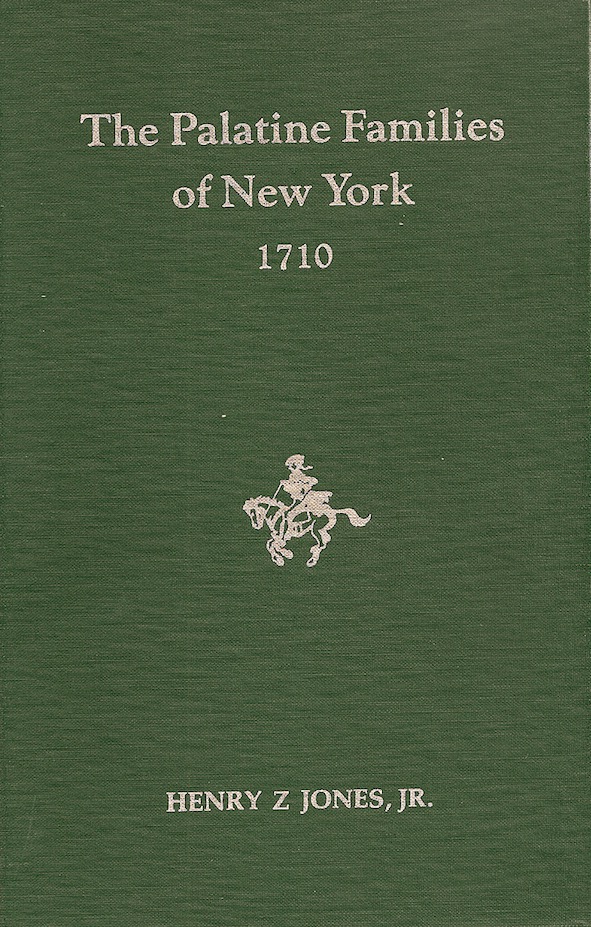 The Palatine Families
of New York
1710
HENRY Z JONES, JR.